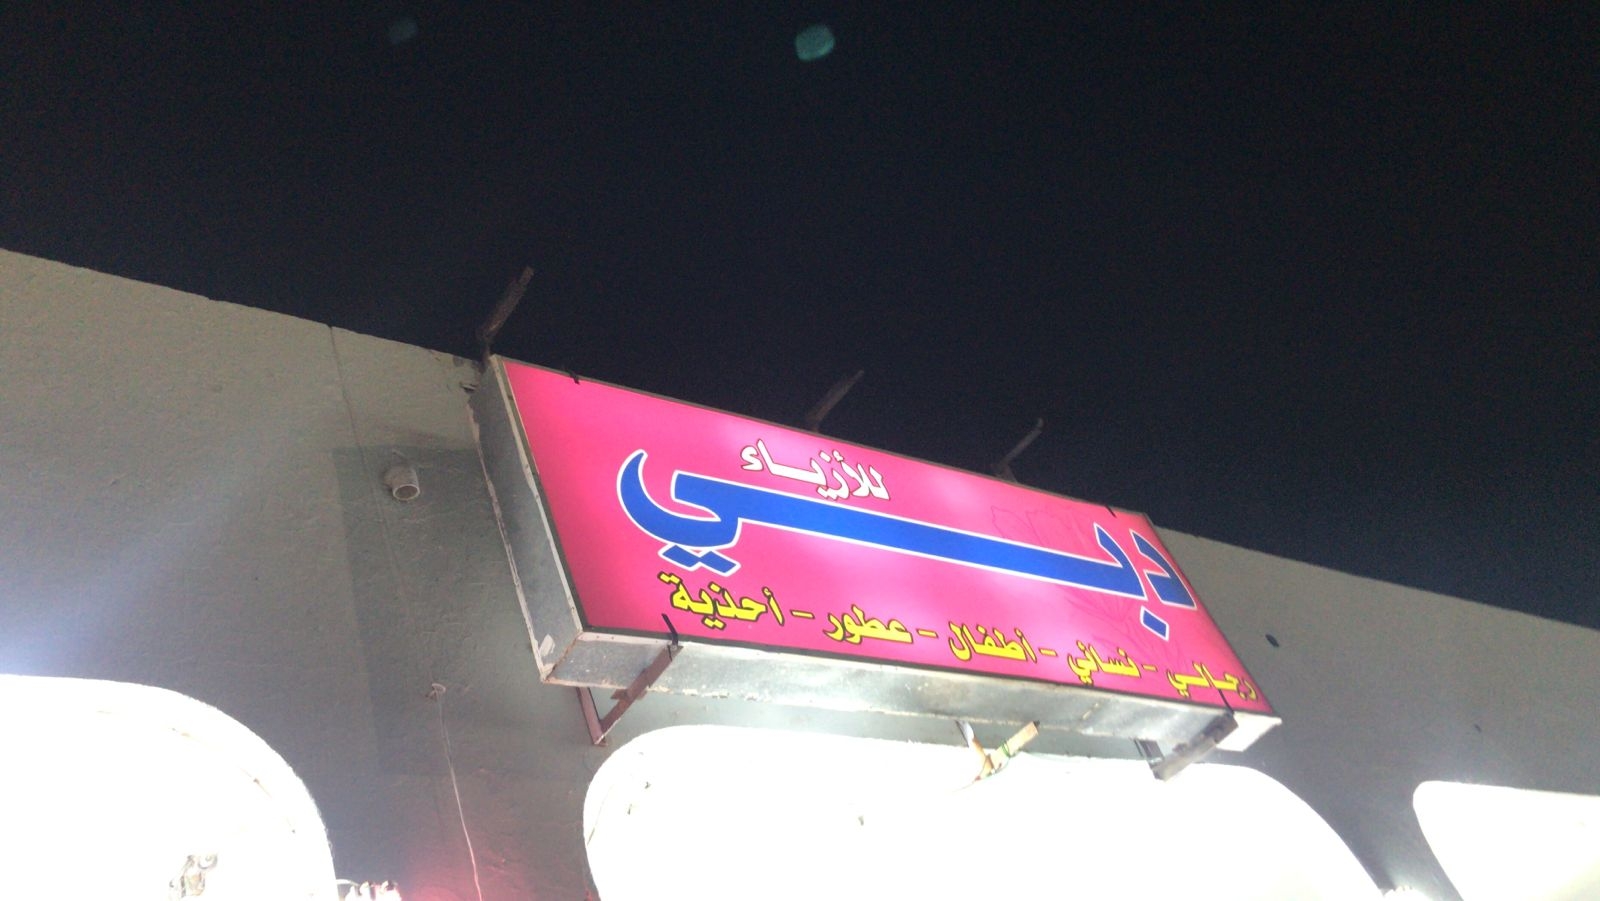 للأزياء
دبي
رجالي - نسائي - أطفال - عطور - أحذية